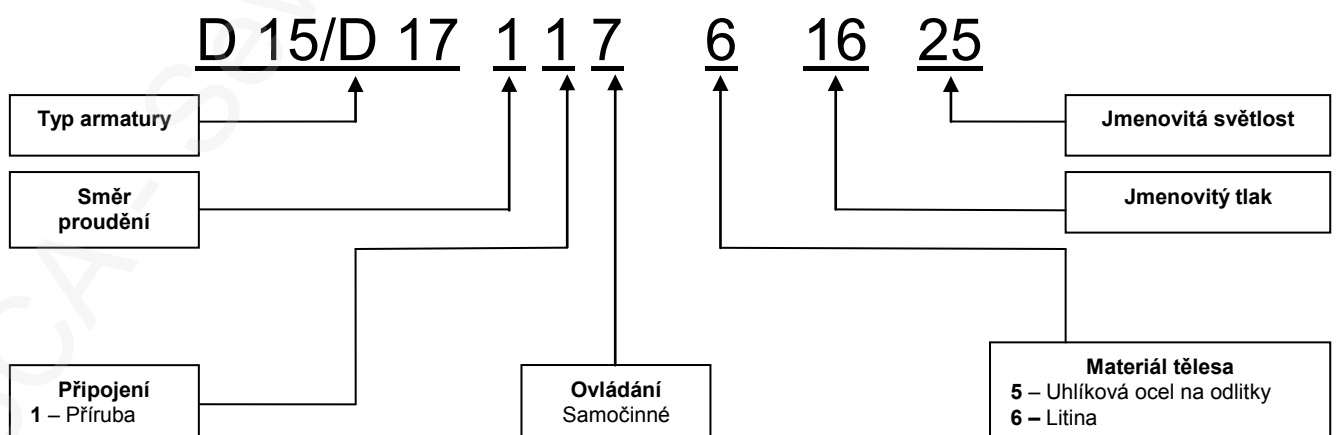 D 15/D 17 1 1 7 6 16 25
Typ armatury
Jmenovitá světlost
Směr
proudění
Jmenovitý tlak
Připojení
1 – Příruba
Ovládání
Samočinné
Materiál tělesa
5 – Uhlíková ocel na odlitky
6 – Litina